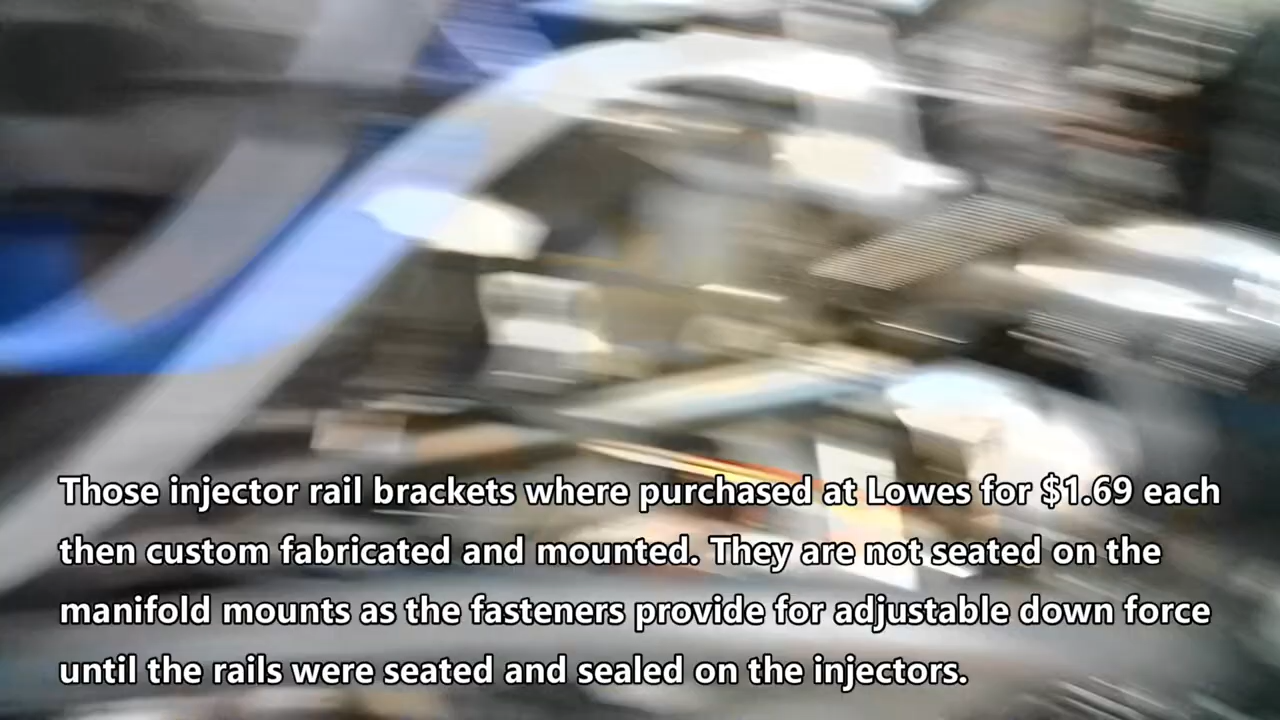 Those injector rail brackets where purchased at Lowes for $1.69 each
then custom fabricated and mounted. They are not seated on the
manifold mounts as the fasteners provide for adjustable down force
until the rails were seated and sealed on the injectors.